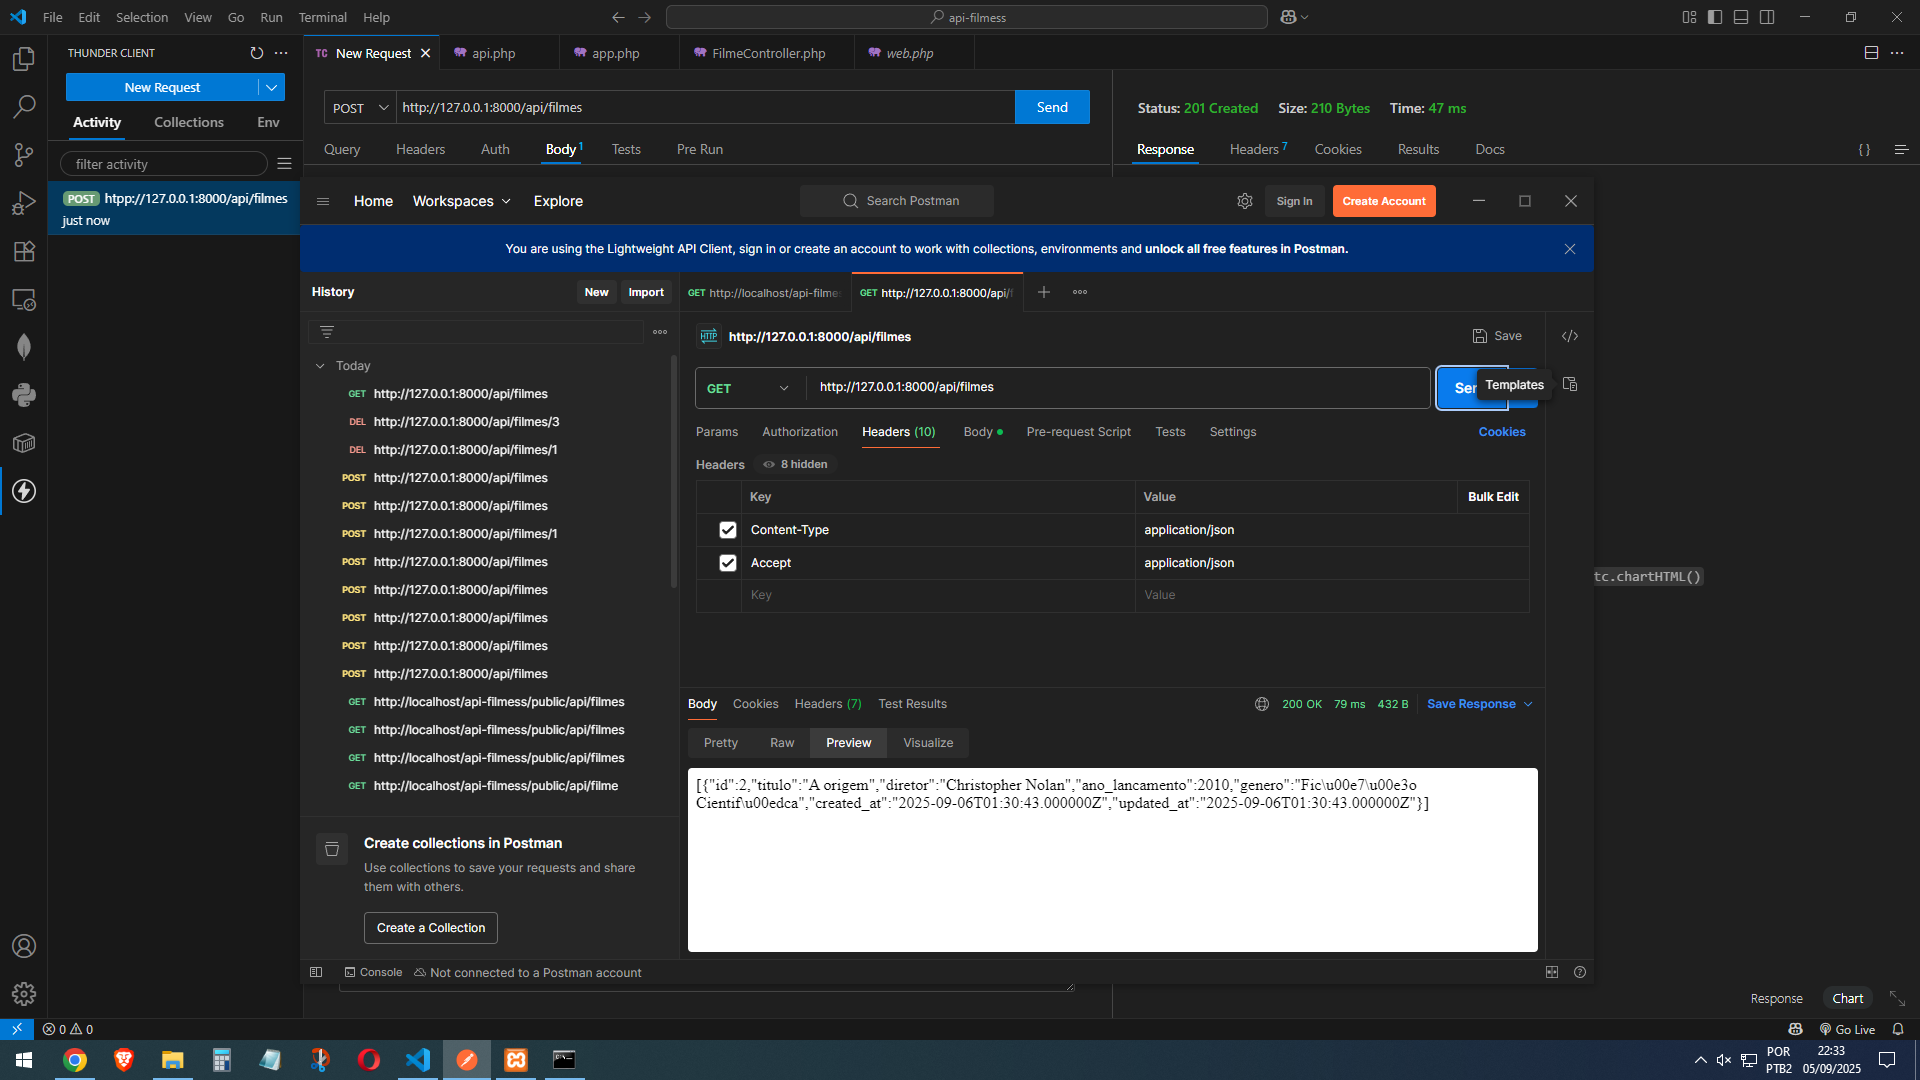 File Edit Selection View Go Run Terminal Help
api-filmess
THUNDER CLIENT
New Request
Activity Collections Env
filter activity
POST htpp://127.0.0.1:8000/api/filmes
just now
TC New Request
api.php
app.php
FilmeController.php
web.php
POST http://127.0.0.1:8000/api/filmes Send
Query Headers Auth Body 1 Tests Pre Run
Status: 201 Created Size: 210 Bytes Time: 47 ms
Response Headers 7 Cookies Results Docs { }
Home Workspaces Explore
Search Postman
Sign In Create Account
You are using the Lightweight API Client, sign in or create an account to work with collections, environments and unlock all free features in Postman.
History New Import
Today
GET http://127.0.0.1:8000/api/filmes
DEL http://127.0.0.1:8000/api/filmes/3
DEL http://127.0.0.1:8000/api/filmes/1
POST http://127.0.0.1:8000/api/filmes
POST http://127.0.0.1:8000/api/filmes
POST http://127.0.0.1:8000/api/filmes/1
POST http://127.0.0.1:8000/api/filmes
POST http://127.0.0.1:8000/api/filmes
POST http://127.0.0.1:8000/api/filmes
POST http://127.0.0.1:8000/api/filmes
POST http://127.0.0.1:8000/api/filmes
GET http://localhost/api-filmess/public/api/filmes
GET http://localhost/api-filmess/public/api/filmes
GET http://localhost/api-filmess/public/api/filmes
GET http://localhost/api-filmess/public/api/filme
Create collections in Postman
Use collections to save your requests and share
them with others.
Create a Collection
GET http://localhost/api-filme
GET http://127.0.0.1:8000/api/
HTTP http://127.0.0.1:8000/api/filmes
Save
GET http://127.0.0.1:8000/api/filmes
Sen
Templates
Params Authorization Headers (10) Body Pre-request Script Tests Settings Cookies
Headers 8 hidden
Key Value Bulk Edit
Content-Type application/json
Accept application/json
Key Value
Body Cookies Headers (7) Test Results 200 OK 79 ms 432 B Save Response
Pretty Raw Preview Visualize
[{"id":2,"titulo":"A origem","diretor":"Christopher Nolan","ano_lancamento":2010,"genero":"Fic\u00e7\u00e3o
Cientif\u00edca","created_at":"2025-09-06T01:30:43.000000Z","updated_at":"2025-09-06T01:30:43.000000Z"}]
Console Not connected to a Postman account
tc.chartHTML()
Response Chart
0 0
Go Live
POR
PTB2
22:33
05/09/2025